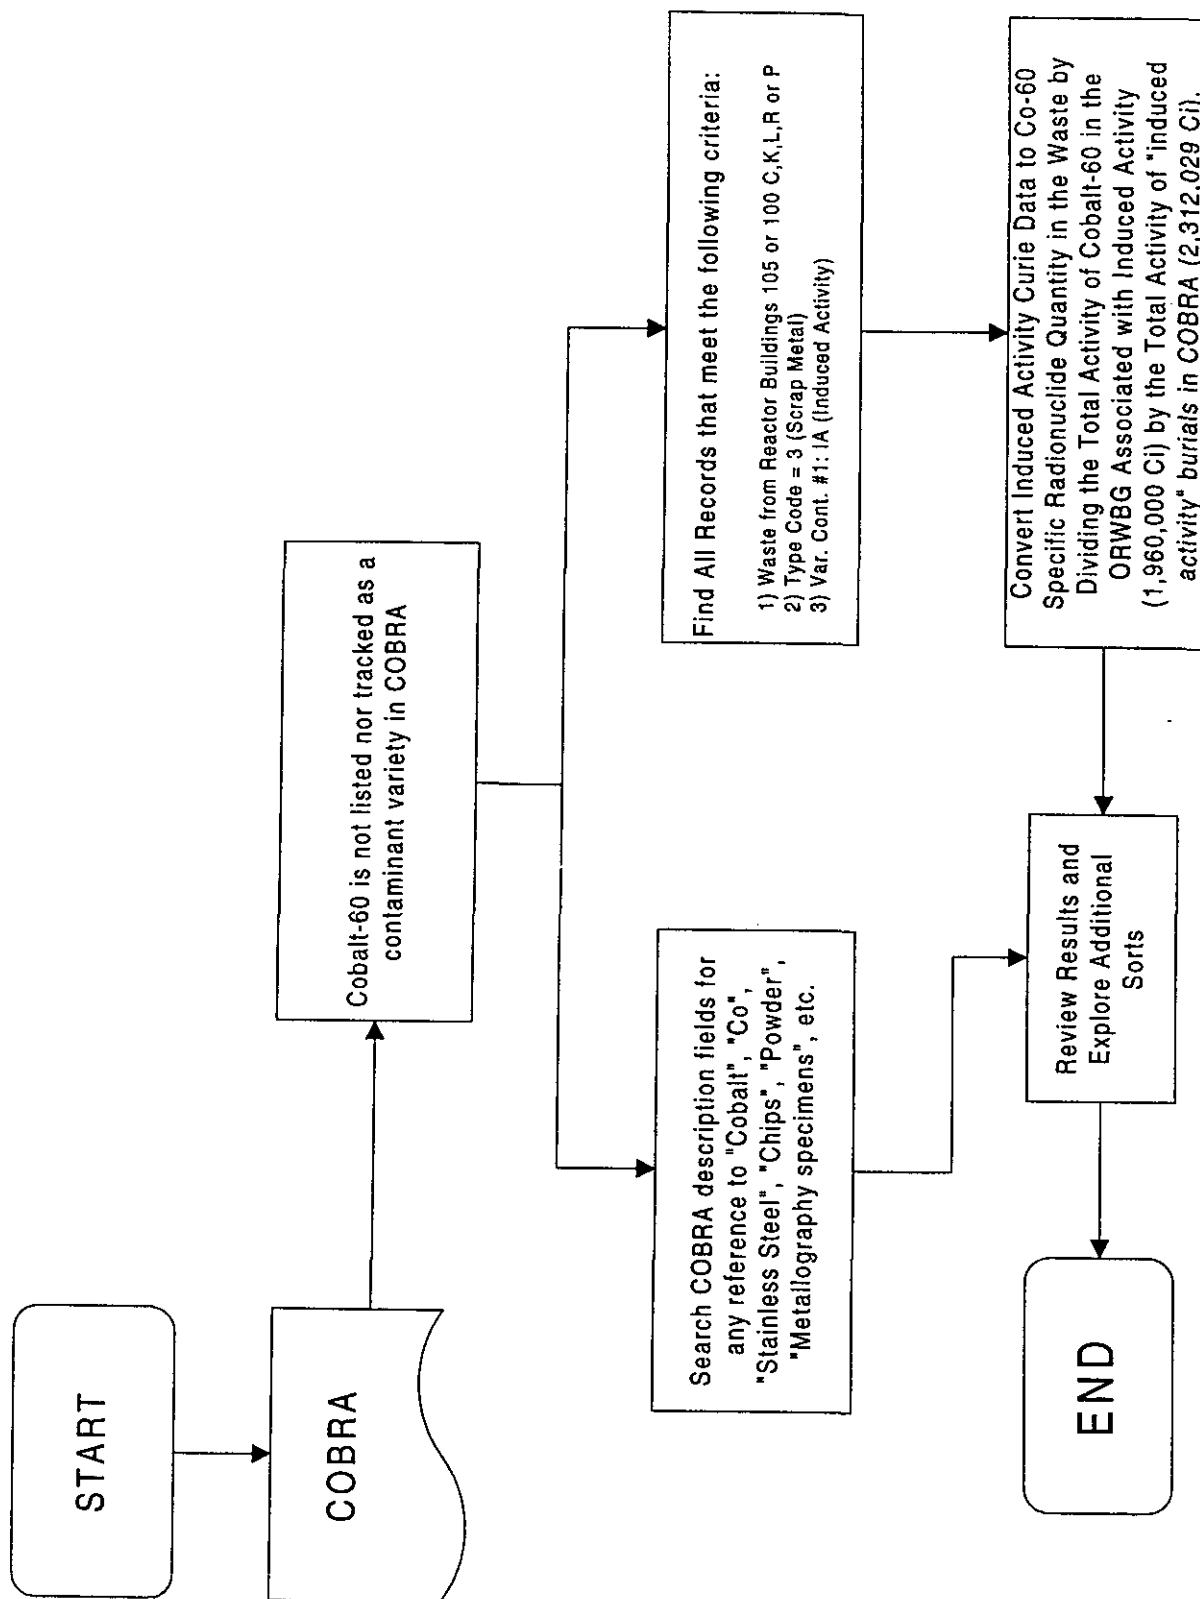 START
COBRA
Cobalt-60 is not listed nor tracked as a
contaminant variety in COBRA
Search COBRA description fields for
any reference to "Cobalt", "Co",
"Stainless Steel", "Chips", "Powder",
"Metallography specimens", etc.
Find All Records that meet the following criteria:
1) Waste from Reactor Buildings 105 or 100 C,K,L,R or P
2) Type Code = 3 (Scrap Metal)
3) Var. Cont. #1: IA (Induced Activity)
Convert Induced Activity Curie Data to Co-60
Specific Radionuclide Quantity in the Waste by
Dividing the Total Activity of Cobalt-60 in the
ORWBG Associated with Induced Activity
(1,960,000 Ci) by the Total Activity of "induced
activity" burials in COBRA (2,312,029 Ci).
Review Results and
Explore Additional
Sorts
END